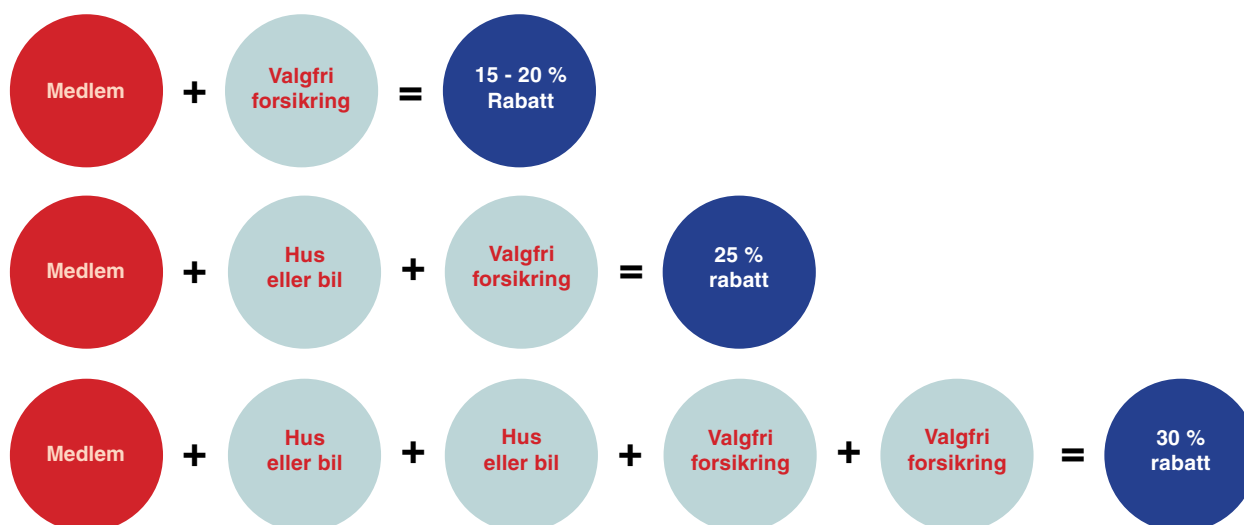 Medlem + Valgfri forsikring = 15 - 20 % Rabatt
Medlem + Hus eller bil + Valgfri forsikring = 25 % rabatt
Medlem + Hus eller bil + Hus eller bil + Valgfri forsikring + Valgfri forsikring = 30 % rabatt